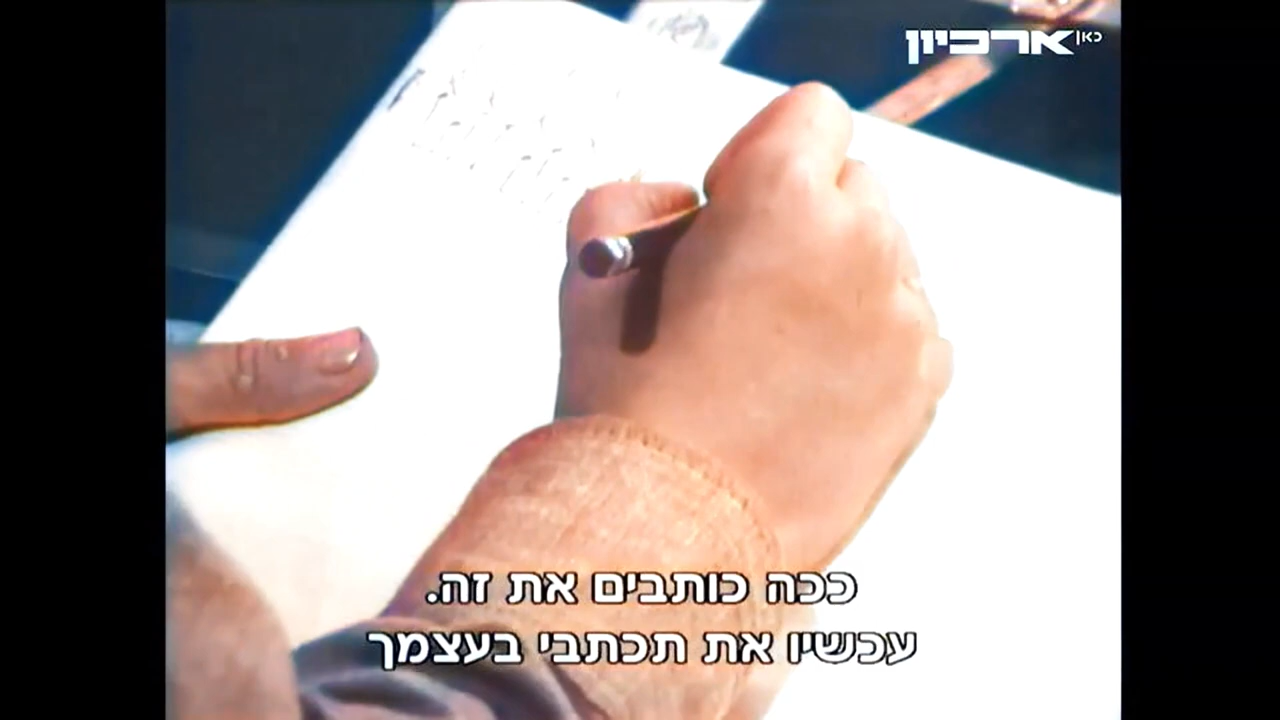 כאן ארכיון
ככה כותבים את זה.
עכשיו את תכתבי בעצמך